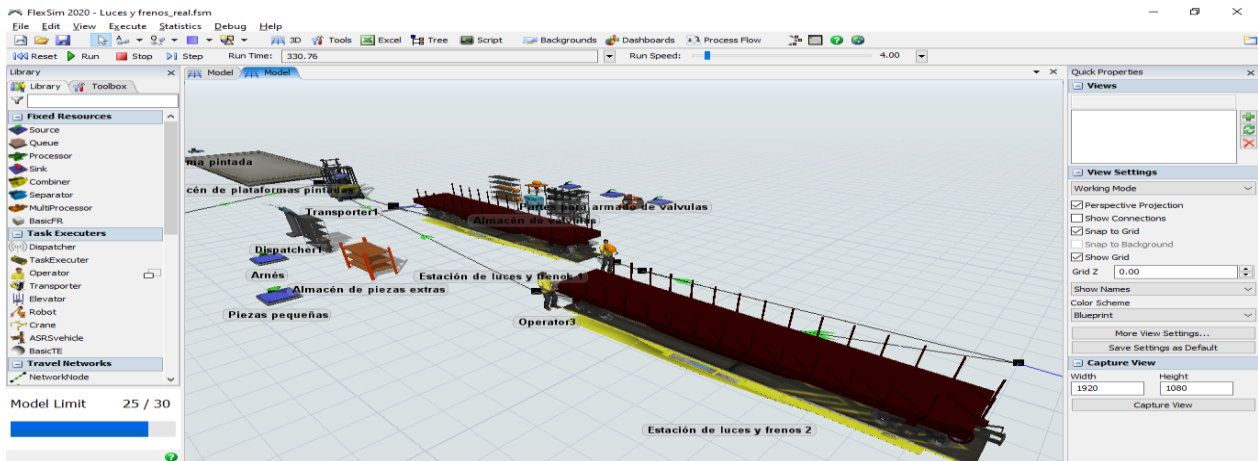 FlexSim 2020 - Luces y frenos_real.fsm
File Edit View Execute Statistics Debug Help
3D Tools Excel Tree Script Backgrounds Dashboards Process Flow
Reset Run Stop Step Run Time: 330.76 Run Speed: 4.00
Library
Library Toolbox
Fixed Resources
Source
Queue
Processor
Sink
Combiner
Separator
MultiProcessor
BasicFR
Task Executers
Dispatcher
TaskExecuter
Operator
Transporter
Elevator
Robot
Crane
ASRSvehicle
BasicTE
Travel Networks
NetworkNode
Model Limit 25 / 30
Model Model
ma pintada
cén de plataformas pintadas
Transporter1
Partes para armado de valvulas
Almacén de valvulas
Dispatcher1
Arnés
Estación de luces y frenos 1
Almacén de piezas extras
Piezas pequeñas
Operator3
Estación de luces y frenos 2
Quick Properties
Views
View Settings
Working Mode
Perspective Projection
Show Connections
Snap to Grid
Snap to Background
Show Grid
Grid Z 0.00
Show Names
Color Scheme
Blueprint
More View Settings...
Save Settings as Default
Capture View
Width Height
1920 1080
Capture View